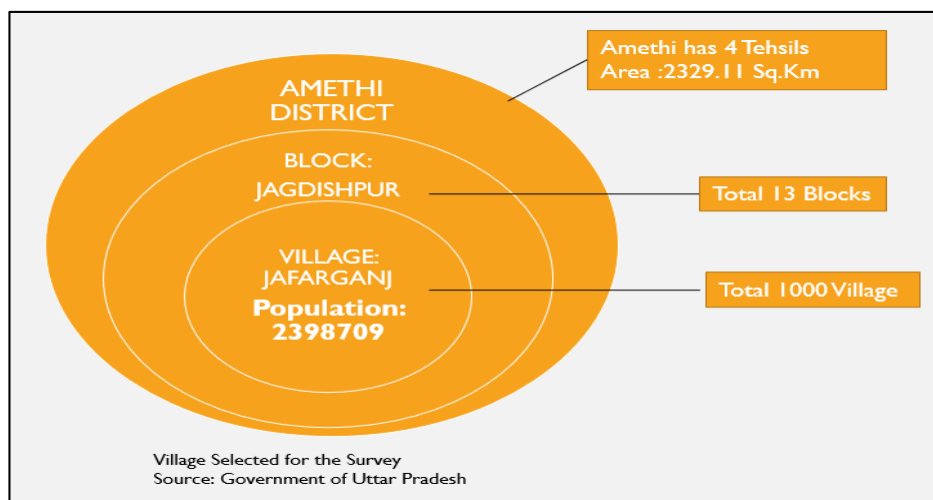 Amethi has 4 Tehsils
Area :2329.11 Sq.Km
AMETHI
DISTRICT
BLOCK:
JAGDISHPUR
Total 13 Blocks
VILLAGE:
JAFARGANJ
Population:
2398709
Total 1000 Village
Village Selected for the Survey
Source: Government of Uttar Pradesh